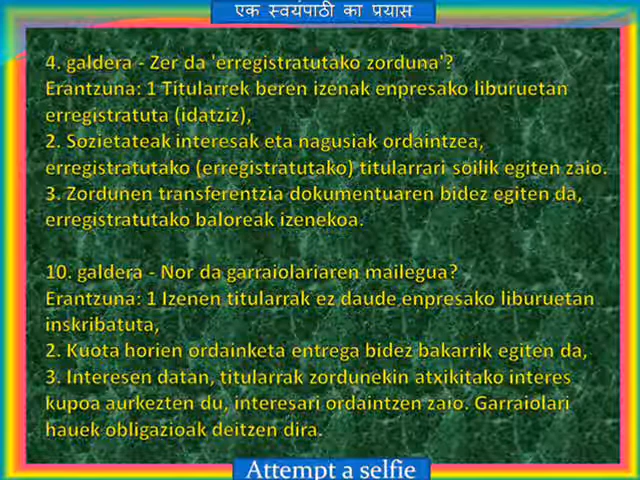 एक स्वयंपाठी का प्रयास
4. galdera - Zer da 'erregistratutako zorduna'?
Erantzuna: 1 Titularrek beren izenak enpresako liburuetan
erregistratuta (idatziz),
2. Sozietateak interesak eta nagusiak ordaintzea,
erregistratutako (erregistratutako) titularrari soilik egiten zaio.
3. Zordunen transferentzia dokumentuaren bidez egiten da,
erregistratutako baloreak izenekoa.
10. galdera - Nor da garraiolariaren mailegua?
Erantzuna: 1 Izenen titularrak ez daude enpresako liburuetan
inskribatuta,
2. Kuota horien ordainketa entrega bidez bakarrik egiten da,
3. Interesen datan, titularrak zordunekin atxikitako interes
kupoa aurkezten du, interesari ordaintzen zaio. Garraiolari
hauek obligazioak deitzen dira.
Attempt a selfie